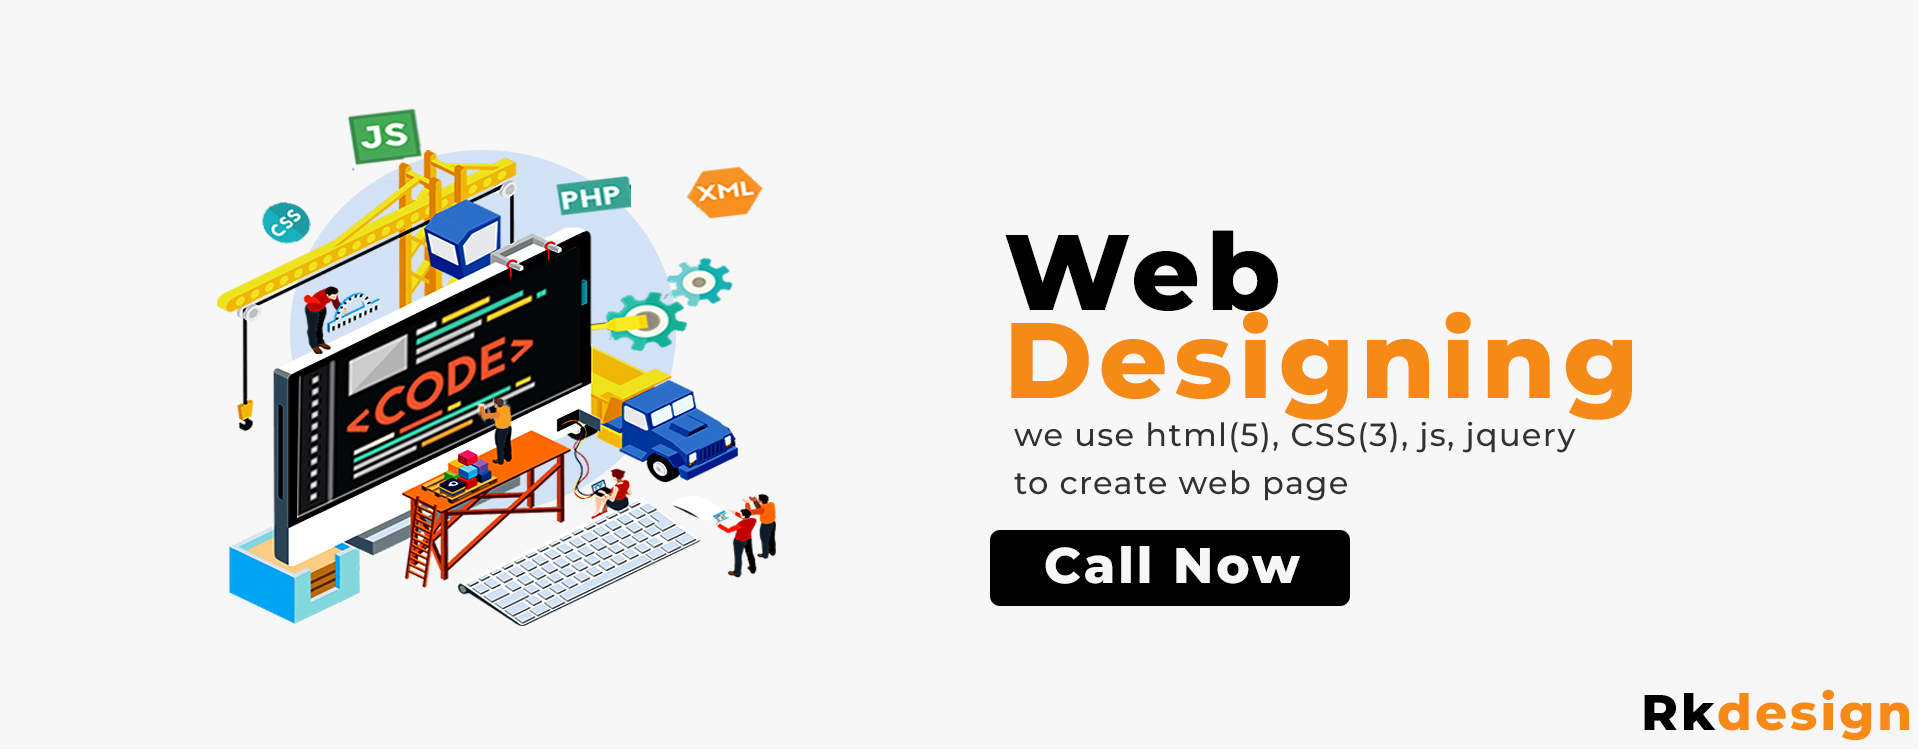 JS
PHP
XML
CSS
<CODE>
Web
Designing
we use html(5), CSS(3), js, jquery
to create web page
Call Now
Rkdesign